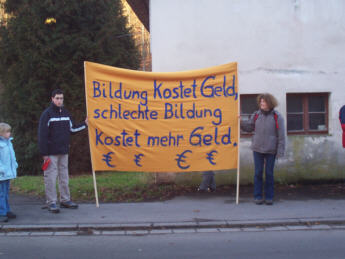 Bildung Kostet Geld,
schlechte Bildung
Kostet mehr Geld.
€ € € €